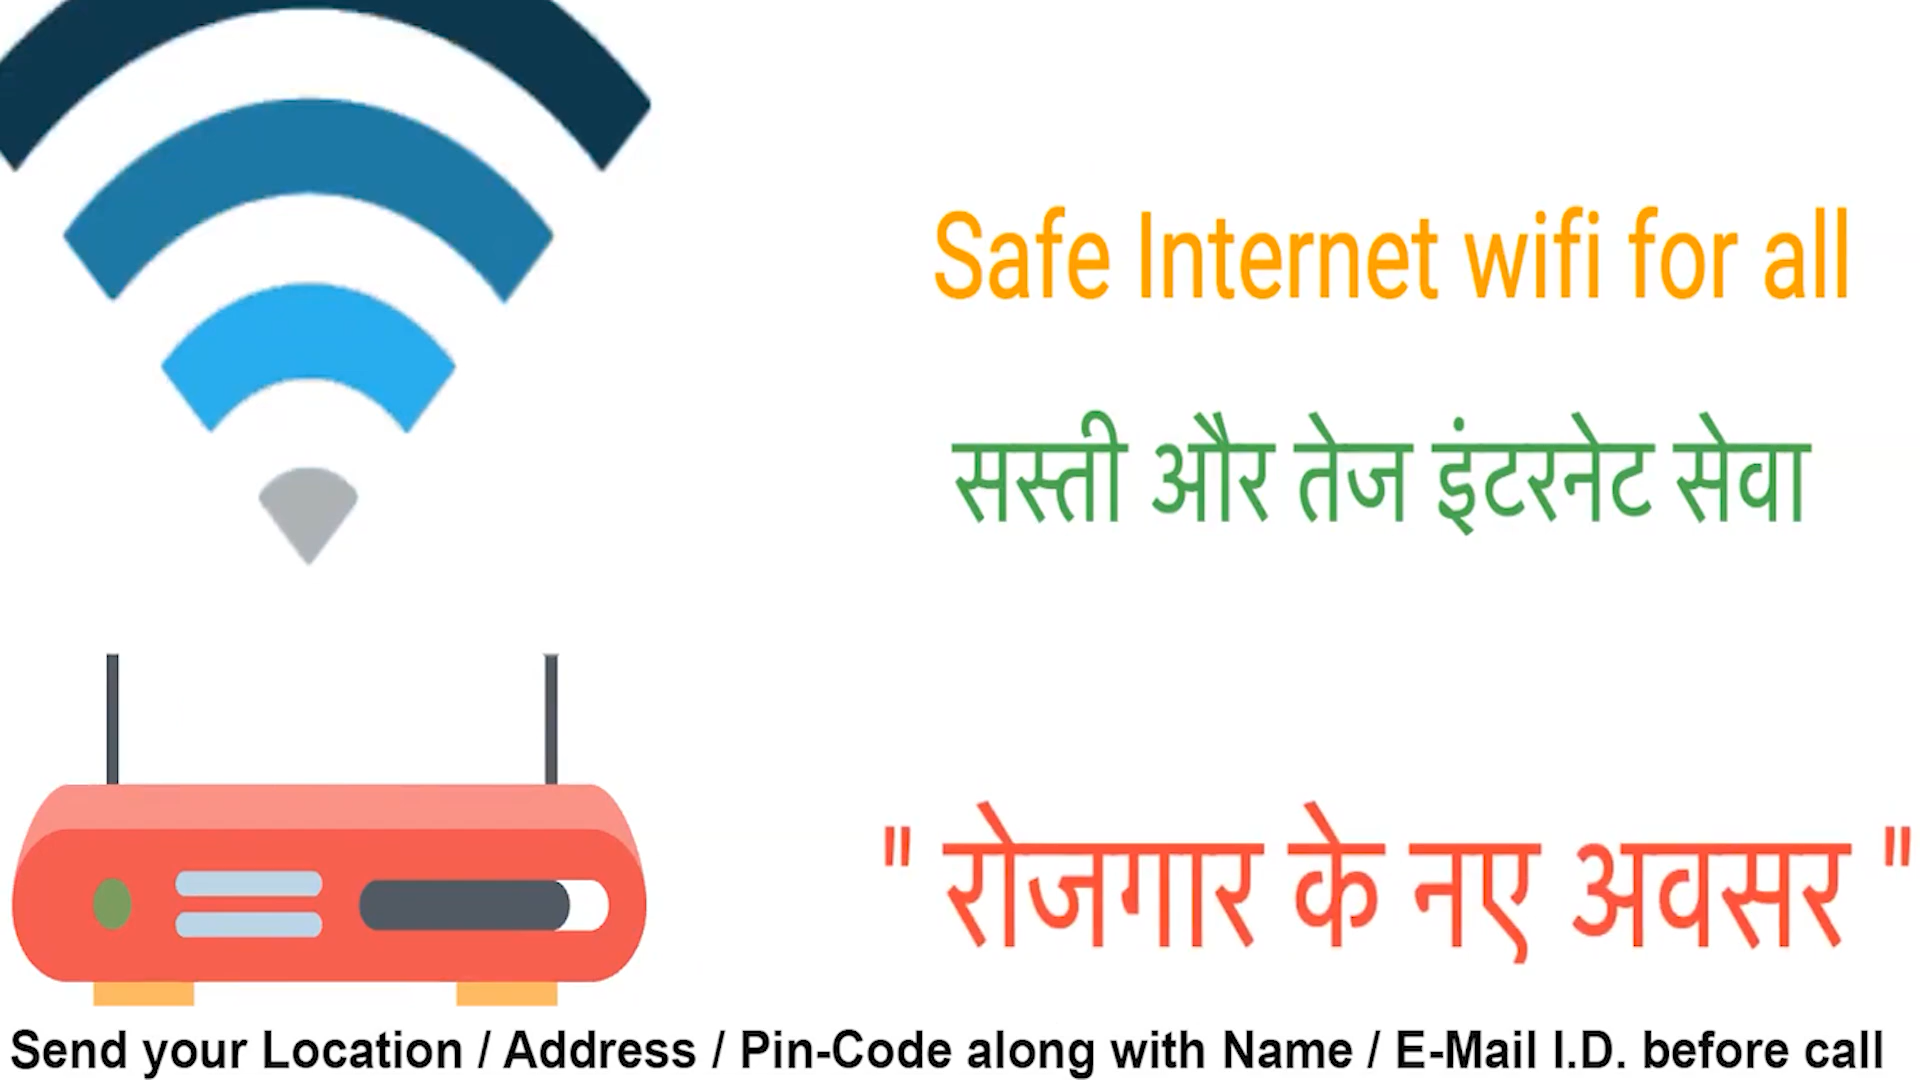 Safe Internet wifi for all
सस्ती और तेज इंटरनेट सेवा
" रोजगार के नए अवसर "
Send your Location / Address / Pin-Code along with Name / E-Mail I.D. before call